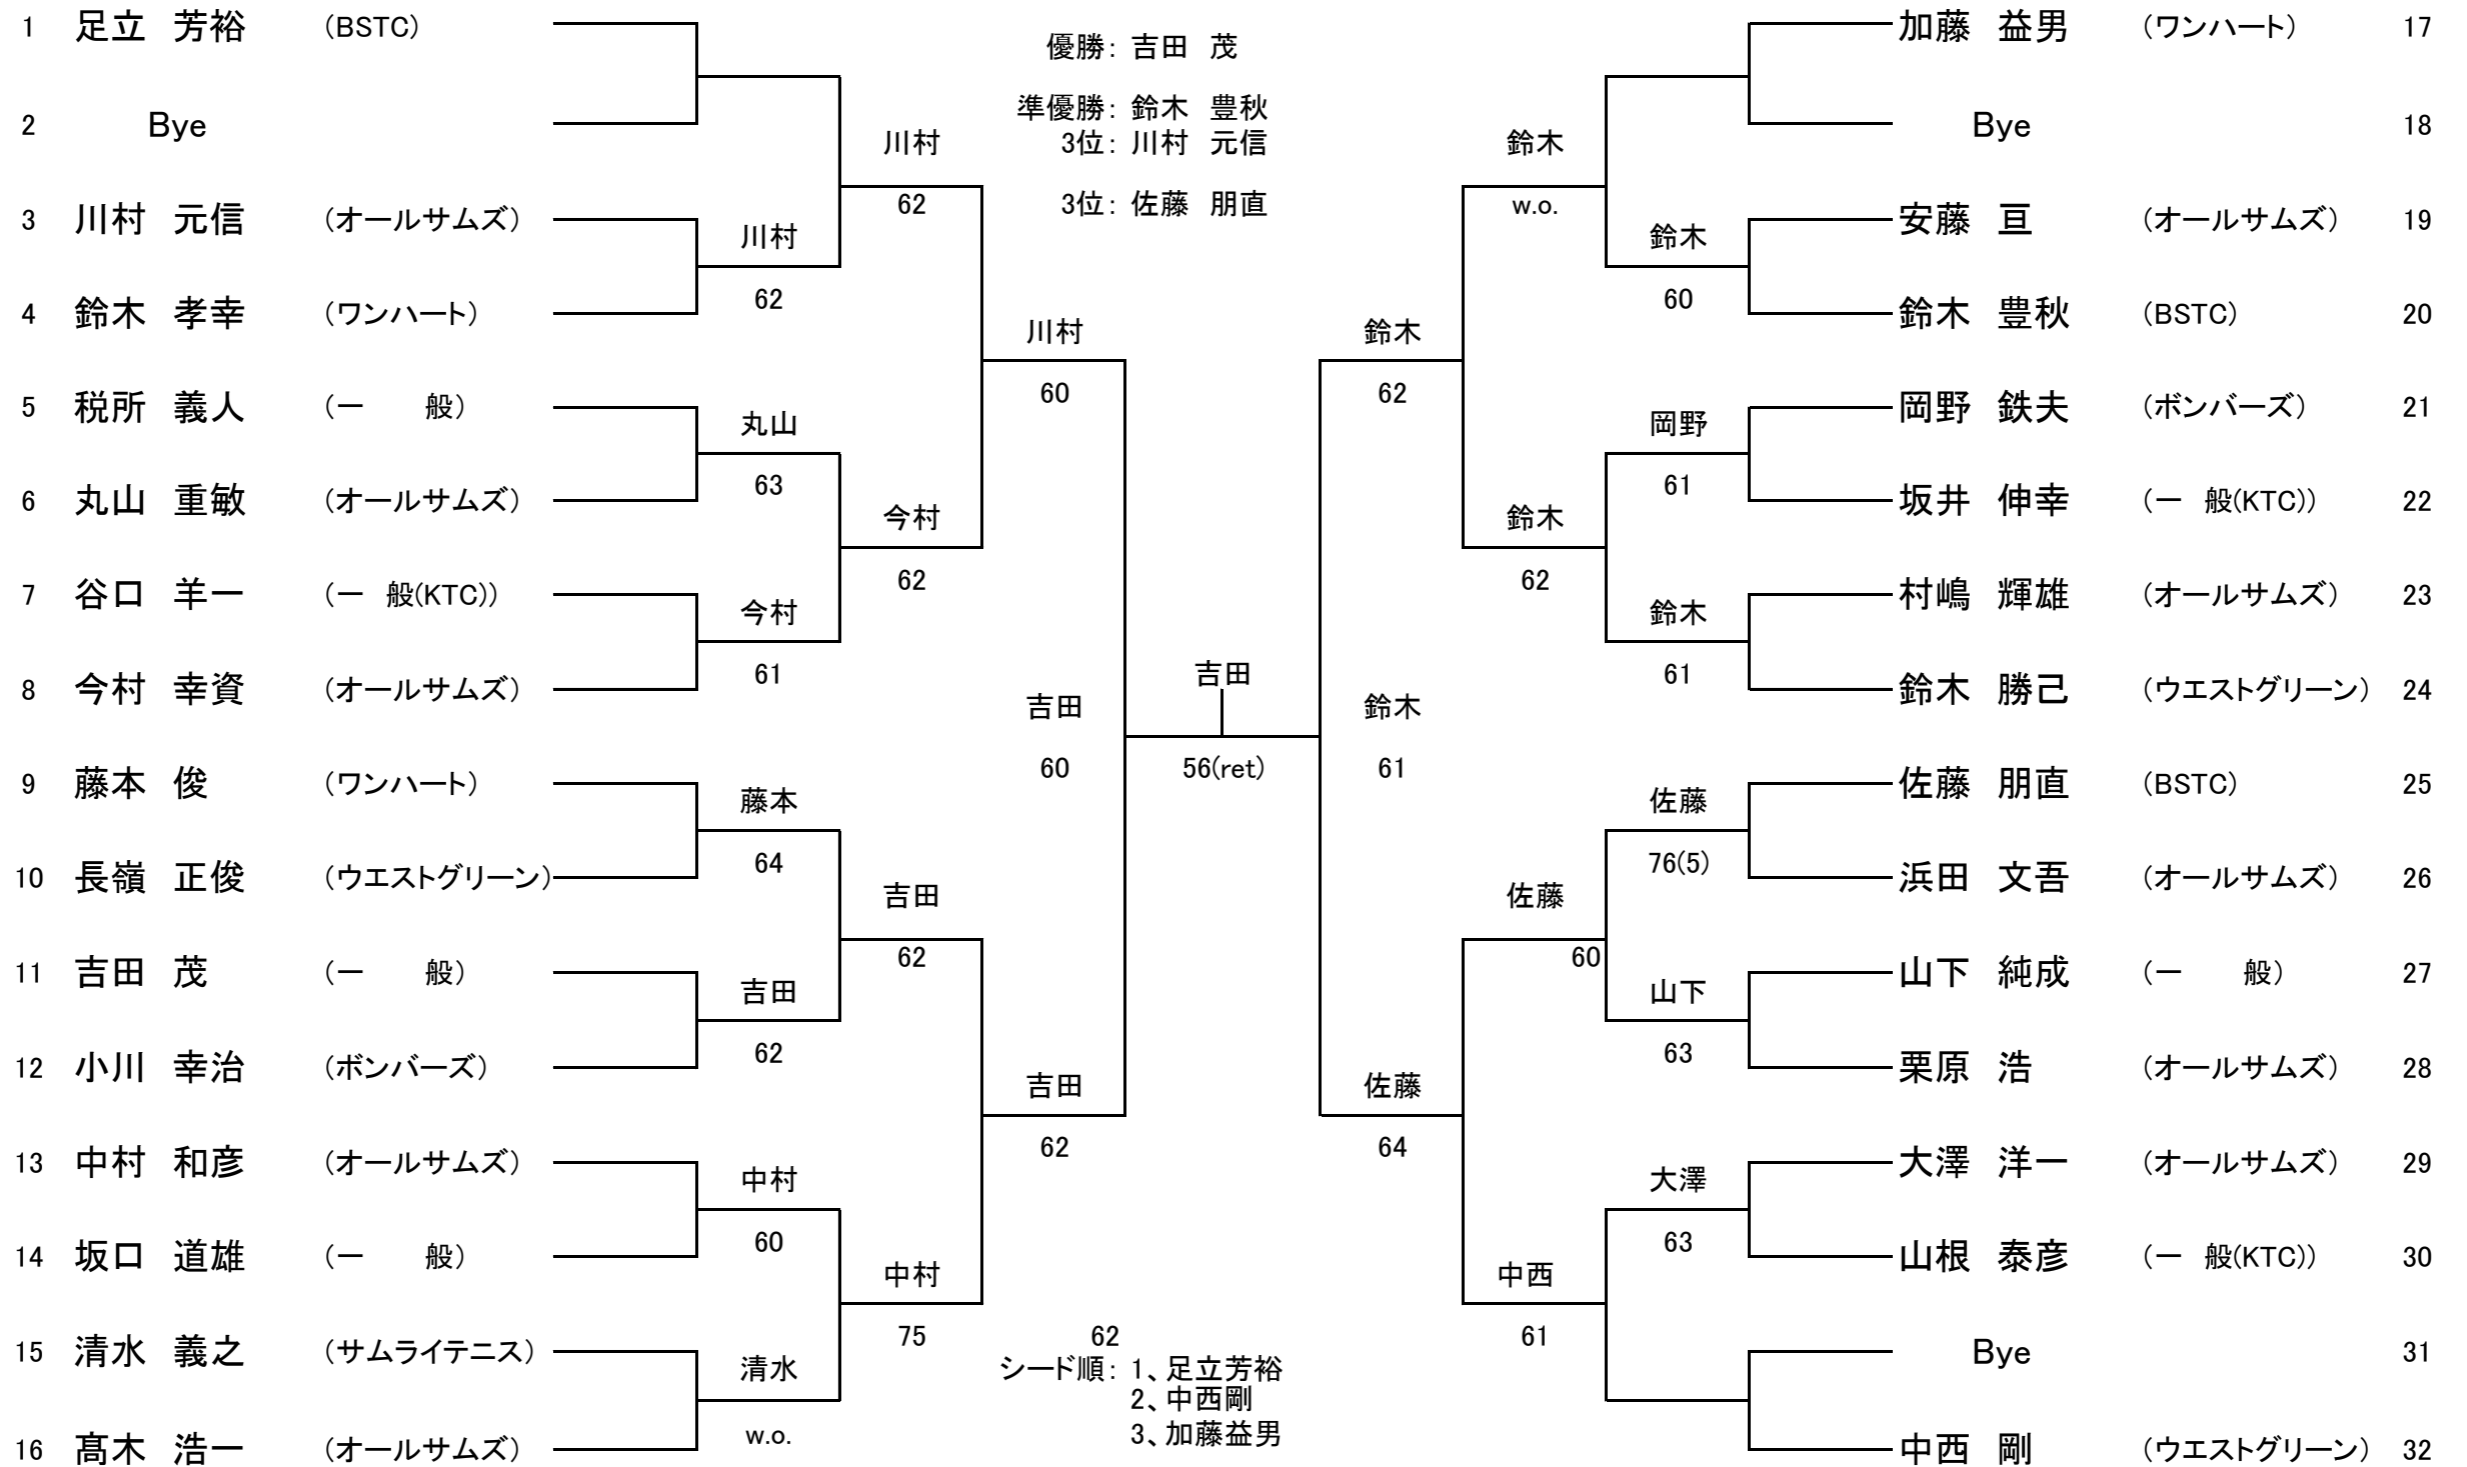 1 足立 芳裕 (BSTC)
2 Bye
3 川村 元信 (オールサムズ)
4 鈴木 孝幸 (ワンハート)
5 税所 義人 (一 般)
6 丸山 重敏 (オールサムズ)
7 谷口 羊一 (一 般(KTC))
8 今村 幸資 (オールサムズ)
9 藤本 俊 (ワンハート)
10 長嶺 正俊 (ウエストグリーン)
11 吉田 茂 (一 般)
12 小川 幸治 (ボンバーズ)
13 中村 和彦 (オールサムズ)
14 坂口 道雄 (一 般)
15 清水 義之 (サムライテニス)
16 髙木 浩一 (オールサムズ)
川村
62
丸山
63
今村
61
藤本
64
吉田
62
中村
60
清水
w.o.
川村
62
今村
62
吉田
62
中村
75
川村
60
吉田
60
吉田
62
優勝: 吉田 茂
準優勝: 鈴木 豊秋
3位: 川村 元信
3位: 佐藤 朋直
吉田
56(ret)
62
シード順: 1、足立芳裕
2、中西剛
3、加藤益男
鈴木
62
鈴木
61
佐藤
64
鈴木
w.o.
鈴木
62
佐藤
60
中西
61
鈴木
60
岡野
61
鈴木
61
佐藤
76(5)
山下
63
大澤
63
加藤 益男 (ワンハート) 17
Bye 18
安藤 亘 (オールサムズ) 19
鈴木 豊秋 (BSTC) 20
岡野 鉄夫 (ボンバーズ) 21
坂井 伸幸 (一 般(KTC)) 22
村嶋 輝雄 (オールサムズ) 23
鈴木 勝己 (ウエストグリーン) 24
佐藤 朋直 (BSTC) 25
浜田 文吾 (オールサムズ) 26
山下 純成 (一 般) 27
栗原 浩 (オールサムズ) 28
大澤 洋一 (オールサムズ) 29
山根 泰彦 (一 般(KTC)) 30
Bye 31
中西 剛 (ウエストグリーン) 32